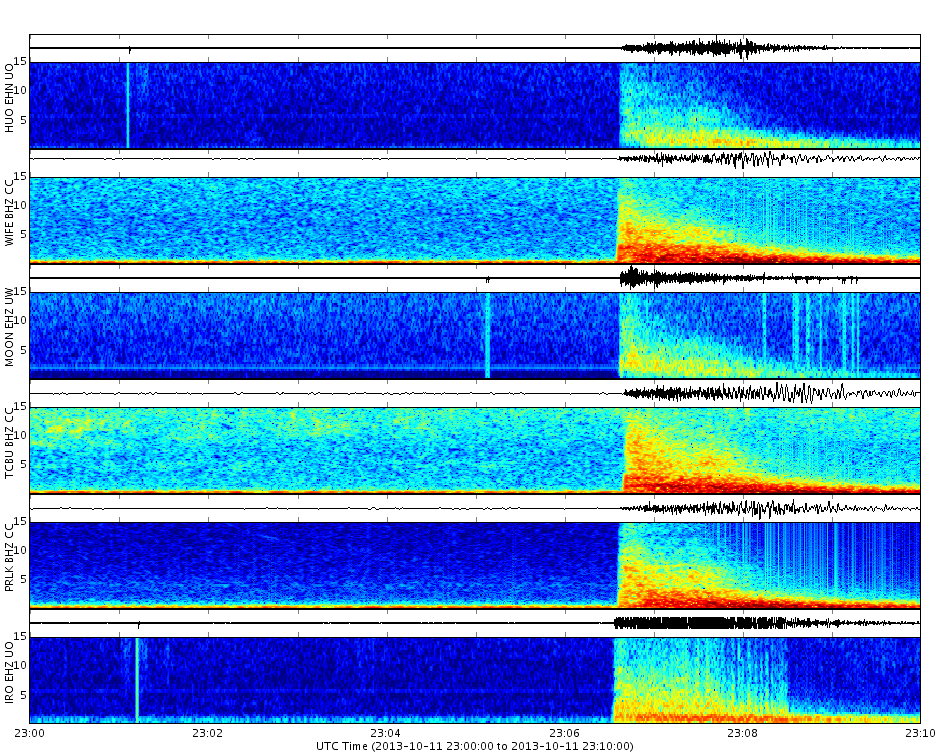 15
10
5
HUO EHN UO
15
10
5
WIFE BHZ CC
15
10
5
MOON EHZ UW
15
10
5
TCBU BHZ CC
15
10
5
PRLK BHZ CC
15
10
5
IRO EHZ UO
23:00 23:02 23:04 23:06 23:08 23:10
UTC Time (2013-10-11 23:00:00 to 2013-10-11 23:10:00)